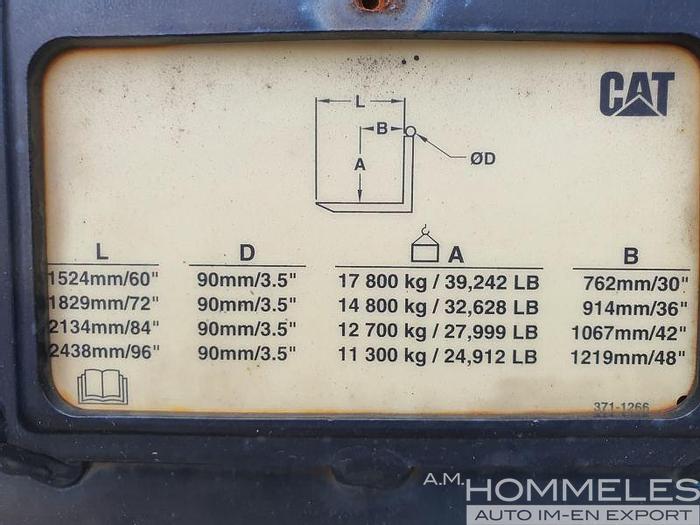 CAT
L
B
ØD
A
L D A B
1524mm/60" 90mm/3.5" 17 800 kg / 39,242 LB 762mm/30"
1829mm/72" 90mm/3.5" 14 800 kg / 32,628 LB 914mm/36"
2134mm/84" 90mm/3.5" 12 700 kg / 27,999 LB 1067mm/42"
2438mm/96" 90mm/3.5" 11 300 kg / 24,912 LB 1219mm/48"
371-1266
A.M.
HOMMELES
AUTO IM-EN EXPORT